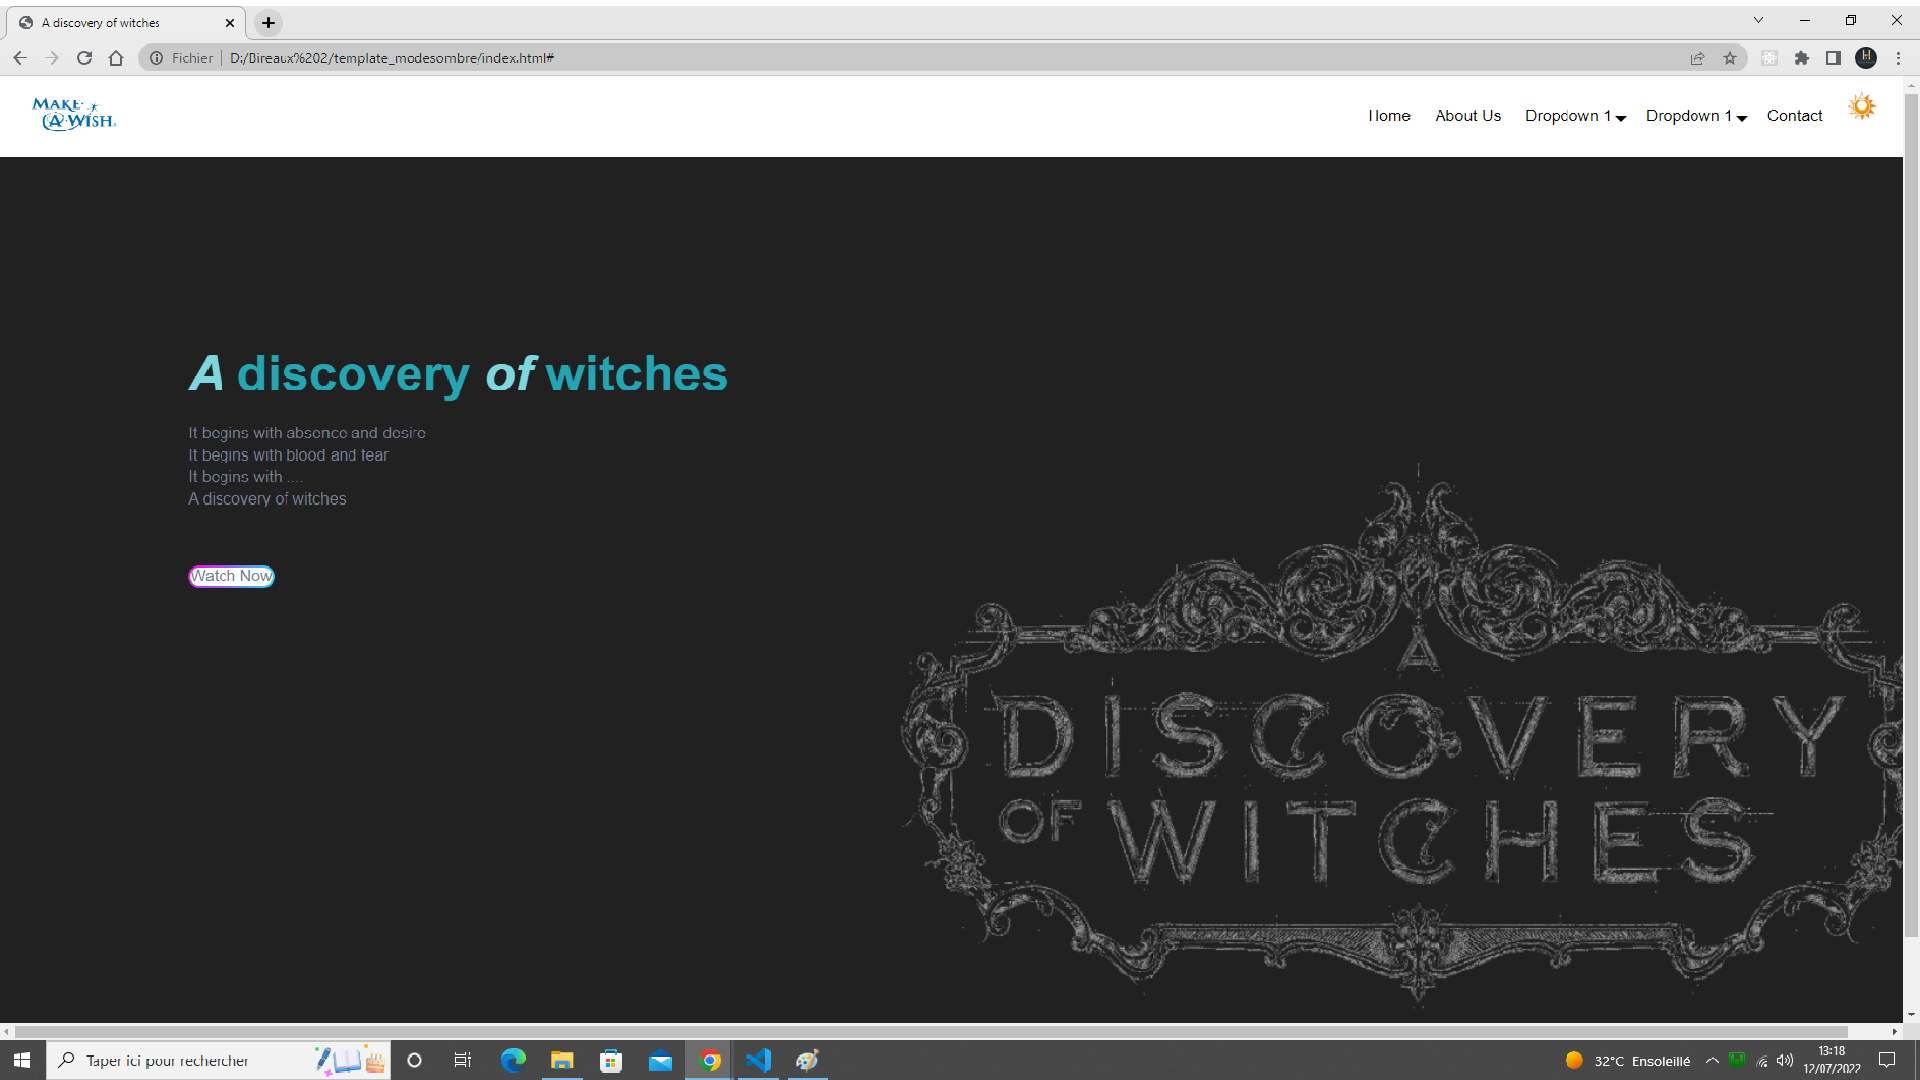 A discovery of witches
Fichier | D:/Bireaux%202/template_modesombre/index.html#
MAKE A WISH®
Home About Us Dropdown 1 Dropdown 1 Contact
A discovery of witches
It begins with absence and desire
It begins with blood and fear
It begins with ....
A discovery of witches
Watch Now
A
DISCOVERY
OF WITCHES
Taper ici pour rechercher
32°C Ensoleillé
13:18
12/07/2022